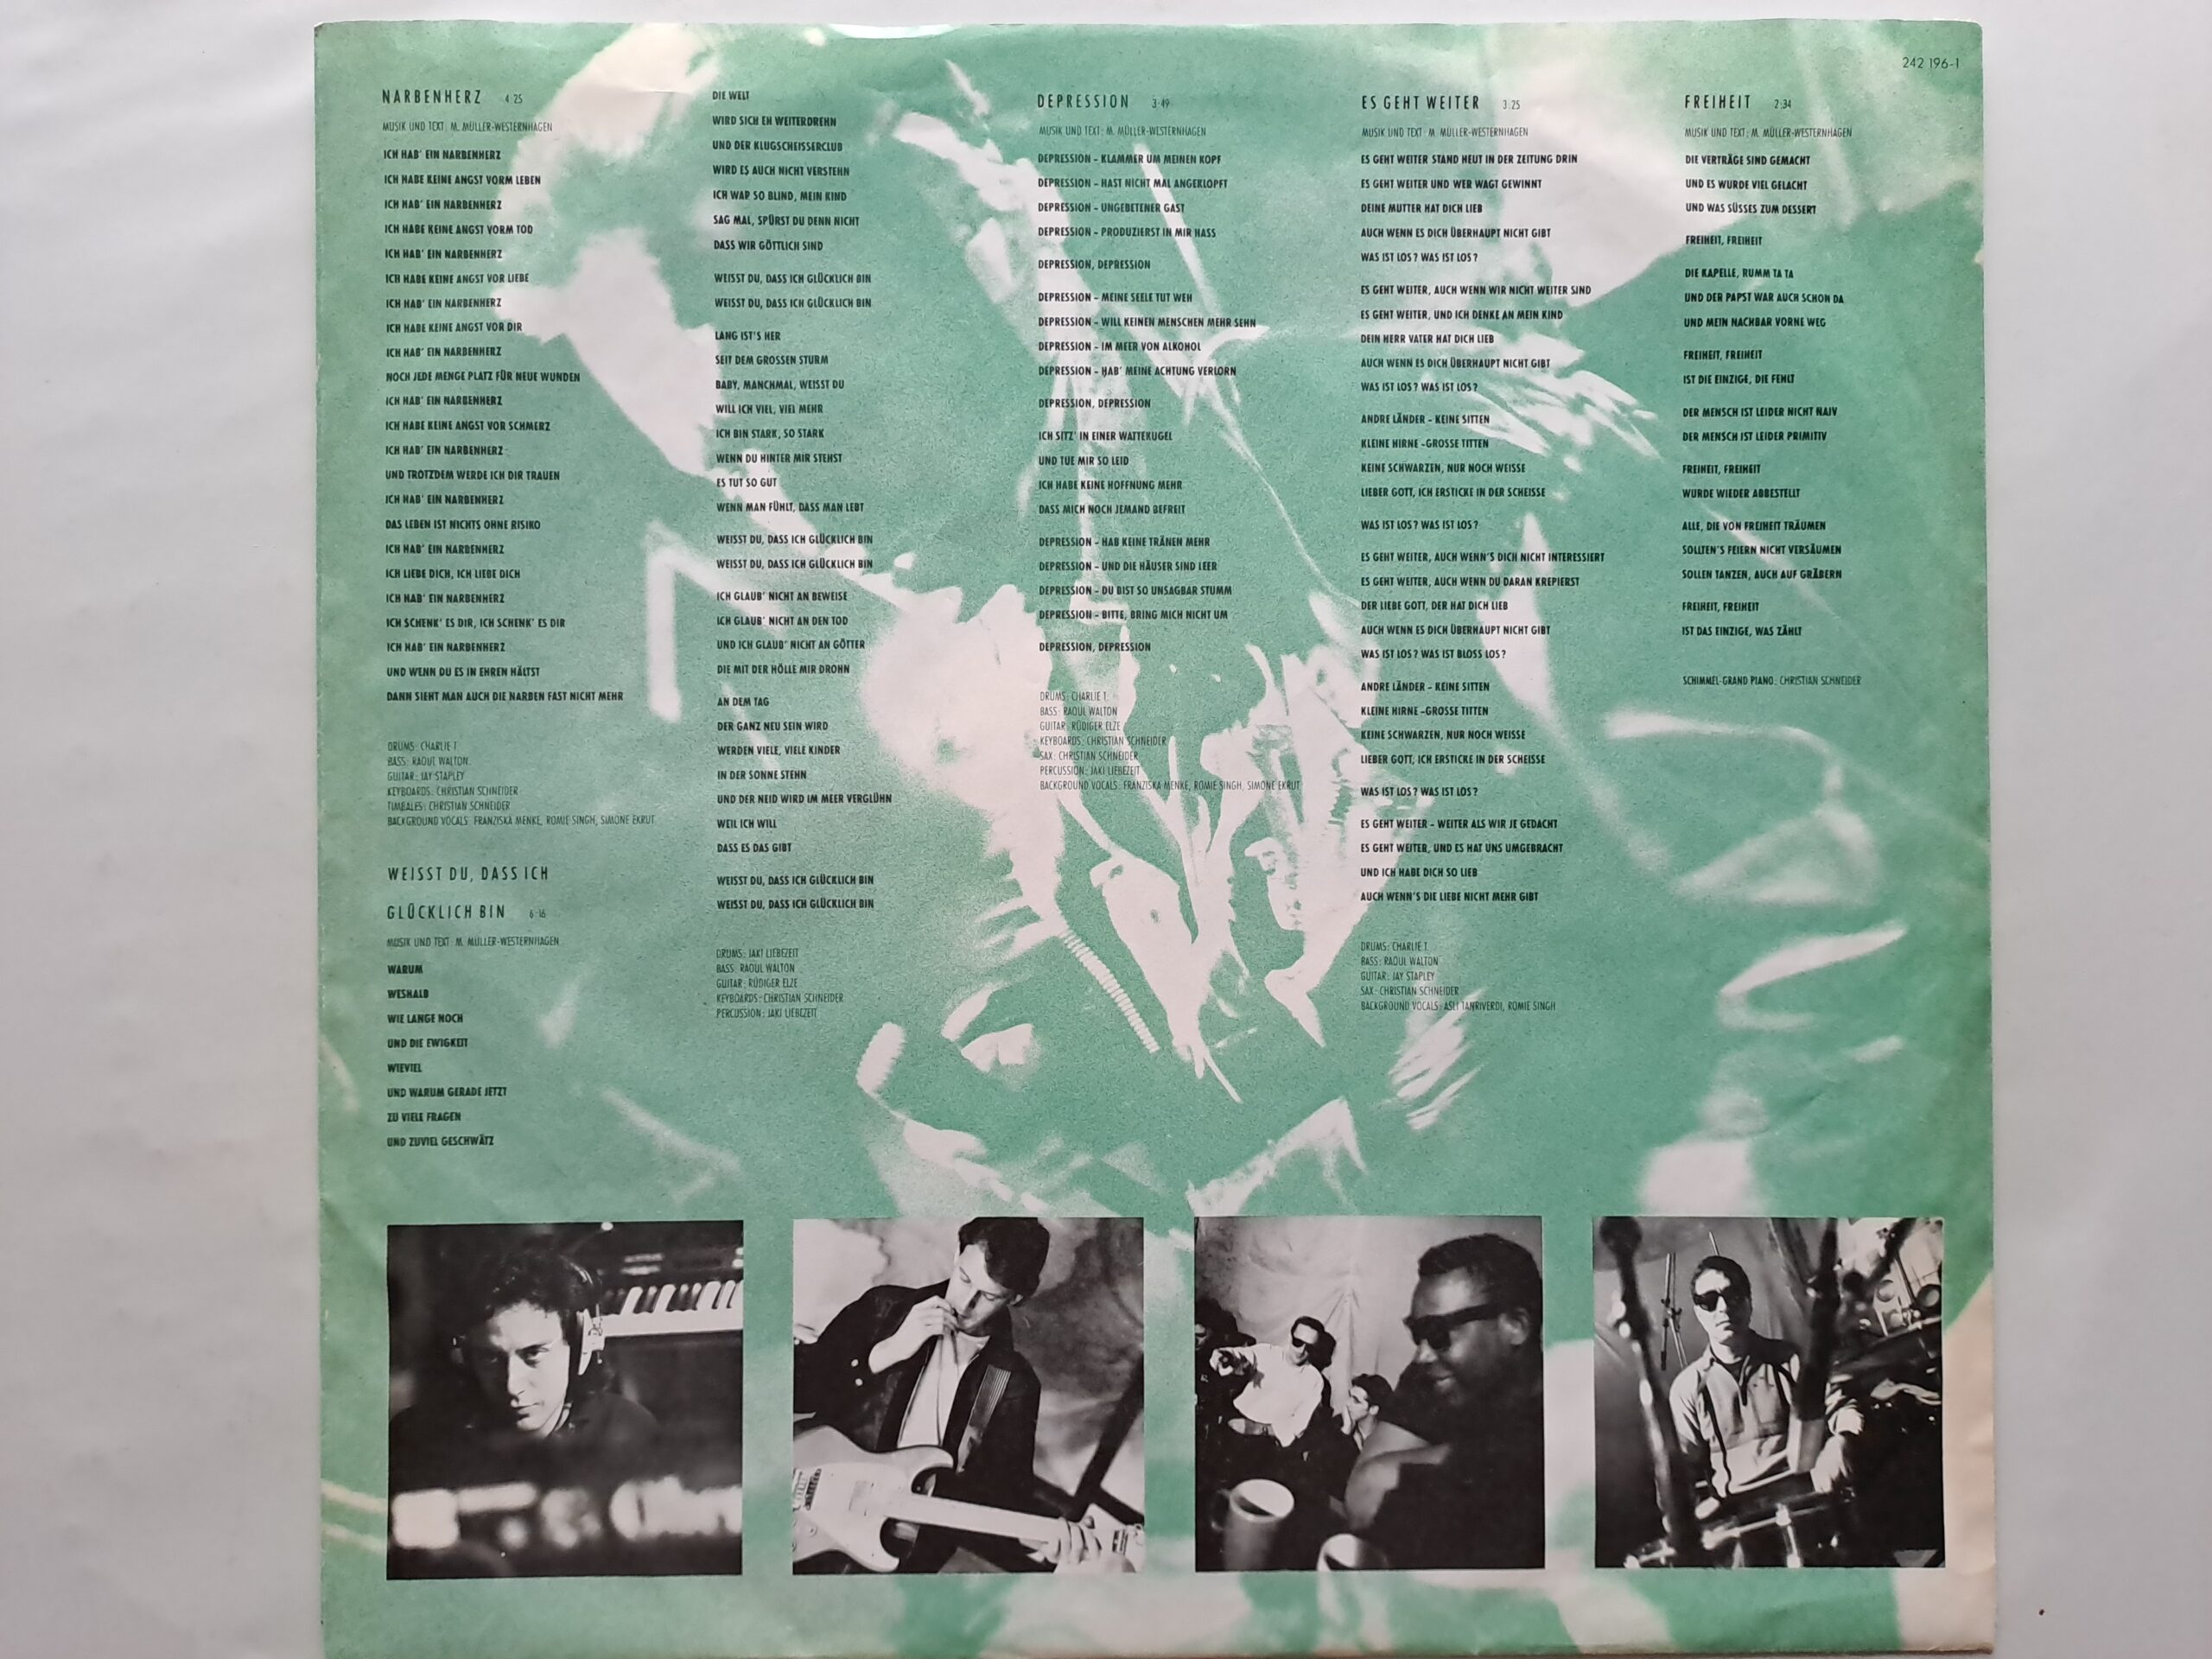 242 196-1
NARBENHERZ 4:25
MUSIK UND TEXT: M. MÜLLER-WESTERNHAGEN
ICH HAB' EIN NARBENHERZ
ICH HABE KEINE ANGST VORM LEBEN
ICH HAB' EIN NARBENHERZ
ICH HABE KEINE ANGST VORM TOD
ICH HAB' EIN NARBENHERZ
ICH HABE KEINE ANGST VOR LIEBE
ICH HAB' EIN NARBENHERZ
ICH HABE KEINE ANGST VOR DIR
ICH HAB' EIN NARBENHERZ
NOCH JEDE MENGE PLATZ FÜR NEUE WUNDEN
ICH HAB' EIN NARBENHERZ
ICH HABE KEINE ANGST VOR SCHMERZ
ICH HAB' EIN NARBENHERZ
UND TROTZDEM WERDE ICH DIR TRAUEN
ICH HAB' EIN NARBENHERZ
DAS LEBEN IST NICHTS OHNE RISIKO
ICH HAB' EIN NARBENHERZ
ICH LIEBE DICH, ICH LIEBE DICH
ICH HAB' EIN NARBENHERZ
ICH SCHENK' ES DIR, ICH SCHENK' ES DIR
ICH HAB' EIN NARBENHERZ
UND WENN DU ES IN EHREN HÄLTST
DANN SIEHT MAN AUCH DIE NARBEN FAST NICHT MEHR
DRUMS: CHARLIE T.
BASS: RAOUL WALTON
GUITAR: JAY STAPLEY
KEYBOARDS: CHRISTIAN SCHNEIDER
TIMBALES: CHRISTIAN SCHNEIDER
BACKGROUND VOCALS: FRANZISKA MENKE, ROMIE SINGH, SIMONE EKRUT
WEISST DU, DASS ICH
GLÜCKLICH BIN 6:16
MUSIK UND TEXT: M. MÜLLER-WESTERNHAGEN
WARUM
WESHALB
WIE LANGE NOCH
UND DIE EWIGKEIT
WIEVIEL
UND WARUM GERADE JETZT
ZU VIELE FRAGEN
UND ZUVIEL GESCHWÄTZ
DIE WELT
WIRD SICH EH WEITERDREHN
UND DER KLUGSCHEISSERCLUB
WIRD ES AUCH NICHT VERSTEHN
ICH WAR SO BLIND, MEIN KIND
SAG MAL, SPÜRST DU DENN NICHT
DASS WIR GÖTTLICH SIND
WEISST DU, DASS ICH GLÜCKLICH BIN
WEISST DU, DASS ICH GLÜCKLICH BIN
LANG IST'S HER
SEIT DEM GROSSEN STURM
BABY, MANCHMAL, WEISST DU
WILL ICH VIEL, VIEL MEHR
ICH BIN STARK, SO STARK
WENN DU HINTER MIR STEHST
ES TUT SO GUT
WENN MAN FÜHLT, DASS MAN LEBT
WEISST DU, DASS ICH GLÜCKLICH BIN
WEISST DU, DASS ICH GLÜCKLICH BIN
ICH GLAUB' NICHT AN BEWEISE
ICH GLAUB' NICHT AN DEN TOD
UND ICH GLAUB' NICHT AN GÖTTER
DIE MIT DER HÖLLE MIR DROHN
AN DEM TAG
DER GANZ NEU SEIN WIRD
WERDEN VIELE, VIELE KINDER
IN DER SONNE STEHN
UND DER NEID WIRD IM MEER VERGLÜHN
WEIL ICH WILL
DASS ES DAS GIBT
WEISST DU, DASS ICH GLÜCKLICH BIN
WEISST DU, DASS ICH GLÜCKLICH BIN
DRUMS: JAKI LIEBEZEIT
BASS: RAOUL WALTON
GUITAR: RÜDIGER ELZE
KEYBOARDS: CHRISTIAN SCHNEIDER
PERCUSSION: JAKI LIEBEZEIT
DEPRESSION 3:49
MUSIK UND TEXT: M. MÜLLER-WESTERNHAGEN
DEPRESSION – KLAMMER UM MEINEN KOPF
DEPRESSION – HAST NICHT MAL ANGEKLOPFT
DEPRESSION – UNGEBETENER GAST
DEPRESSION – PRODUZIERST IN MIR HASS
DEPRESSION, DEPRESSION
DEPRESSION – MEINE SEELE TUT WEH
DEPRESSION – WILL KEINEN MENSCHEN MEHR SEHN
DEPRESSION – IM MEER VON ALKOHOL
DEPRESSION – HAB' MEINE ACHTUNG VERLORN
DEPRESSION, DEPRESSION
ICH SITZ' IN EINER WATTEKUGEL
UND TUE MIR SO LEID
ICH HABE KEINE HOFFNUNG MEHR
DASS MICH NOCH JEMAND BEFREIT
DEPRESSION – HAB KEINE TRÄNEN MEHR
DEPRESSION – UND DIE HÄUSER SIND LEER
DEPRESSION – DU BIST SO UNSAGBAR STUMM
DEPRESSION – BITTE, BRING MICH NICHT UM
DEPRESSION, DEPRESSION
DRUMS: CHARLIE T.
BASS: RAOUL WALTON
GUITAR: RÜDIGER ELZE
KEYBOARDS: CHRISTIAN SCHNEIDER
SAX: CHRISTIAN SCHNEIDER
PERCUSSION: JAKI LIEBEZEIT
BACKGROUND VOCALS: FRANZISKA MENKE, ROMIE SINGH, SIMONE EKRUT
ES GEHT WEITER 3:25
MUSIK UND TEXT: M. MÜLLER-WESTERNHAGEN
ES GEHT WEITER STAND HEUT IN DER ZEITUNG DRIN
ES GEHT WEITER UND WER WAGT GEWINNT
DEINE MUTTER HAT DICH LIEB
AUCH WENN ES DICH ÜBERHAUPT NICHT GIBT
WAS IST LOS? WAS IST LOS?
ES GEHT WEITER, AUCH WENN WIR NICHT WEITER SIND
ES GEHT WEITER, UND ICH DENKE AN MEIN KIND
DEIN HERR VATER HAT DICH LIEB
AUCH WENN ES DICH ÜBERHAUPT NICHT GIBT
WAS IST LOS? WAS IST LOS?
ANDRE LÄNDER – KEINE SITTEN
KLEINE HIRNE –GROSSE TITTEN
KEINE SCHWARZEN, NUR NOCH WEISSE
LIEBER GOTT, ICH ERSTICKE IN DER SCHEISSE
WAS IST LOS? WAS IST LOS?
ES GEHT WEITER, AUCH WENN'S DICH NICHT INTERESSIERT
ES GEHT WEITER, AUCH WENN DU DARAN KREPIERST
DER LIEBE GOTT, DER HAT DICH LIEB
AUCH WENN ES DICH ÜBERHAUPT NICHT GIBT
WAS IST LOS? WAS IST BLOSS LOS?
ANDRE LÄNDER – KEINE SITTEN
KLEINE HIRNE –GROSSE TITTEN
KEINE SCHWARZEN, NUR NOCH WEISSE
LIEBER GOTT, ICH ERSTICKE IN DER SCHEISSE
WAS IST LOS? WAS IST LOS?
ES GEHT WEITER – WEITER ALS WIR JE GEDACHT
ES GEHT WEITER, UND ES HAT UNS UMGEBRACHT
UND ICH HABE DICH SO LIEB
AUCH WENN'S DIE LIEBE NICHT MEHR GIBT
DRUMS: CHARLIE T.
BASS: RAOUL WALTON
GUITAR: JAY STAPLEY
SAX: CHRISTIAN SCHNEIDER
BACKGROUND VOCALS: ASLI TANRIVERDI, ROMIE SINGH
FREIHEIT 2:34
MUSIK UND TEXT: M. MÜLLER-WESTERNHAGEN
DIE VERTRÄGE SIND GEMACHT
UND ES WURDE VIEL GELACHT
UND WAS SÜSSES ZUM DESSERT
FREIHEIT, FREIHEIT
DIE KAPELLE, RUMM TA TA
UND DER PAPST WAR AUCH SCHON DA
UND MEIN NACHBAR VORNE WEG
FREIHEIT, FREIHEIT
IST DIE EINZIGE, DIE FEHLT
DER MENSCH IST LEIDER NICHT NAIV
DER MENSCH IST LEIDER PRIMITIV
FREIHEIT, FREIHEIT
WURDE WIEDER ABBESTELLT
ALLE, DIE VON FREIHEIT TRÄUMEN
SOLLTEN'S FEIERN NICHT VERSÄUMEN
SOLLEN TANZEN, AUCH AUF GRÄBERN
FREIHEIT, FREIHEIT
IST DAS EINZIGE, WAS ZÄHLT
SCHIMMEL-GRAND PIANO: CHRISTIAN SCHNEIDER